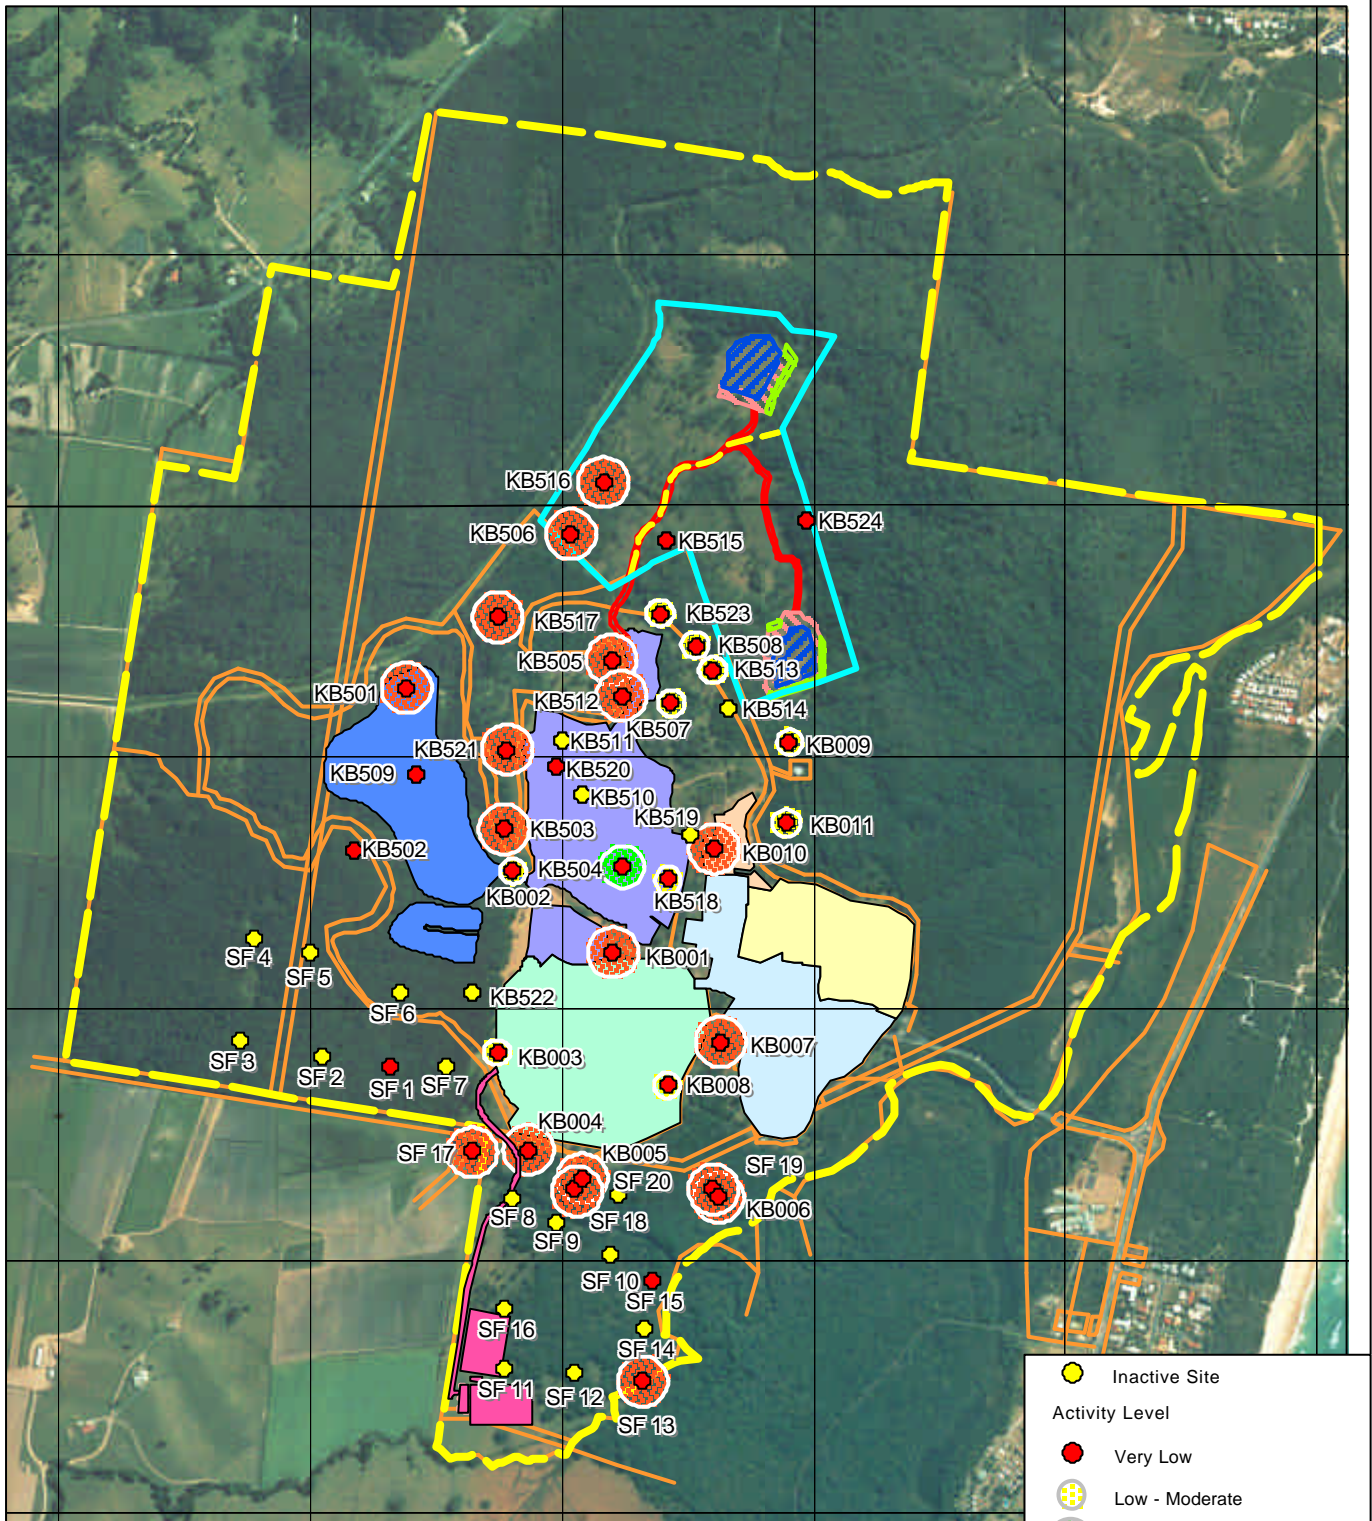 KB516
KB506
KB524
KB515
KB517
KB523
KB508
KB505
KB513
KB501
KB512
KB507
KB514
KB521
KB511
KB009
KB509
KB520
KB510
KB503
KB519
KB011
KB502
KB504
KB010
KB002
KB518
SF 4
SF 5
KB001
SF 6
KB522
SF 3
SF 2
SF 1
SF 7
KB003
KB007
KB008
KB004
SF 17
KB005
SF 19
SF 20
SF 8
SF 18
KB006
SF 9
SF 10
SF 15
SF 16
SF 14
SF 11
SF 12
SF 13
Inactive Site
Activity Level
Very Low
Low - Moderate